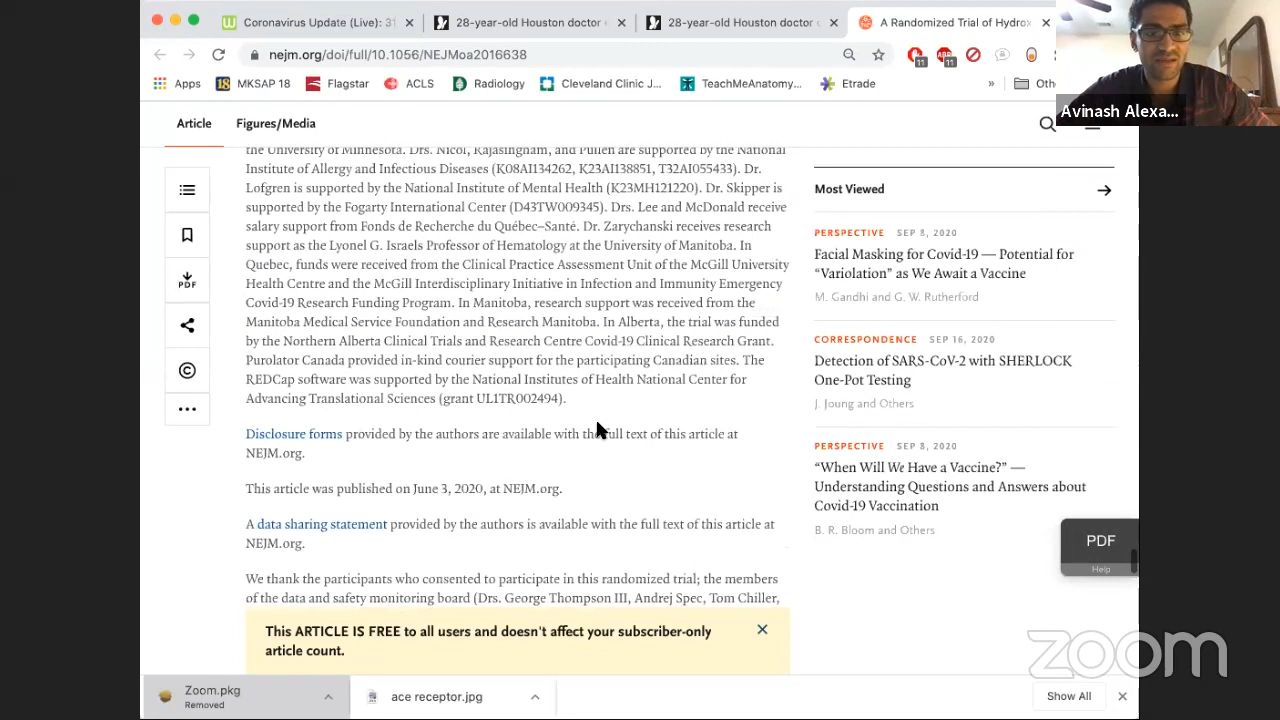 Coronavirus Update (Live): 31
28-year-old Houston doctor
28-year-old Houston doctor
A Randomized Trial of Hydrox
nejm.org/doi/full/10.1056/NEJMoa2016638
11
11
Apps
18
MKSAP 18
Flagstar
ACLS
Radiology
Cleveland Clinic J...
TeachMeAnatomy...
Etrade
»
Oth
Avinash Alexa...
Article
Figures/Media
the University of Minnesota. Drs. Nicol, Rajasingham, and Pullen are supported by the National
Institute of Allergy and Infectious Diseases (K08AI134262, K23AI138851, T32AI055433). Dr.
Lofgren is supported by the National Institute of Mental Health (K23MH121220). Dr. Skipper is
supported by the Fogarty International Center (D43TW009345). Drs. Lee and McDonald receive
salary support from Fonds de Recherche du Québec–Santé. Dr. Zarychanski receives research
support as the Lyonel G. Israels Professor of Hematology at the University of Manitoba. In
Quebec, funds were received from the Clinical Practice Assessment Unit of the McGill University
Health Centre and the McGill Interdisciplinary Initiative in Infection and Immunity Emergency
Covid-19 Research Funding Program. In Manitoba, research support was received from the
Manitoba Medical Service Foundation and Research Manitoba. In Alberta, the trial was funded
by the Northern Alberta Clinical Trials and Research Centre Covid-19 Clinical Research Grant.
Purolator Canada provided in-kind courier support for the participating Canadian sites. The
REDCap software was supported by the National Institutes of Health National Center for
Advancing Translational Sciences (grant UL1TR002494).
Disclosure forms provided by the authors are available with the full text of this article at
NEJM.org.
This article was published on June 3, 2020, at NEJM.org.
A data sharing statement provided by the authors is available with the full text of this article at
NEJM.org.
We thank the participants who consented to participate in this randomized trial; the members
of the data and safety monitoring board (Drs. George Thompson III, Andrej Spec, Tom Chiller,
This ARTICLE IS FREE to all users and doesn't affect your subscriber-only
article count.
PDF
Most Viewed
PERSPECTIVE SEP 8, 2020
Facial Masking for Covid-19 — Potential for
“Variolation” as We Await a Vaccine
M. Gandhi and G. W. Rutherford
CORRESPONDENCE SEP 16, 2020
Detection of SARS-CoV-2 with SHERLOCK
One-Pot Testing
J. Joung and Others
PERSPECTIVE SEP 8, 2020
“When Will We Have a Vaccine?” —
Understanding Questions and Answers about
Covid-19 Vaccination
B. R. Bloom and Others
PDF
Help
zoom
Zoom.pkg
Removed
ace receptor.jpg
Show All